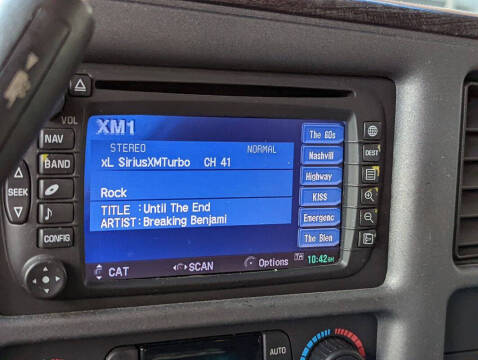 VOL
XM1
The 60s
NAV
STEREO NORMAL
Nashvill
DEST
BAND
xL SiriusXMTurbo CH 41
Highway
SEEK
Rock
KISS
TITLE :Until The End
Emergenc
ARTIST:Breaking Benjami
CONFIG
The Blen
CAT SCAN Options 10:42
AUTO